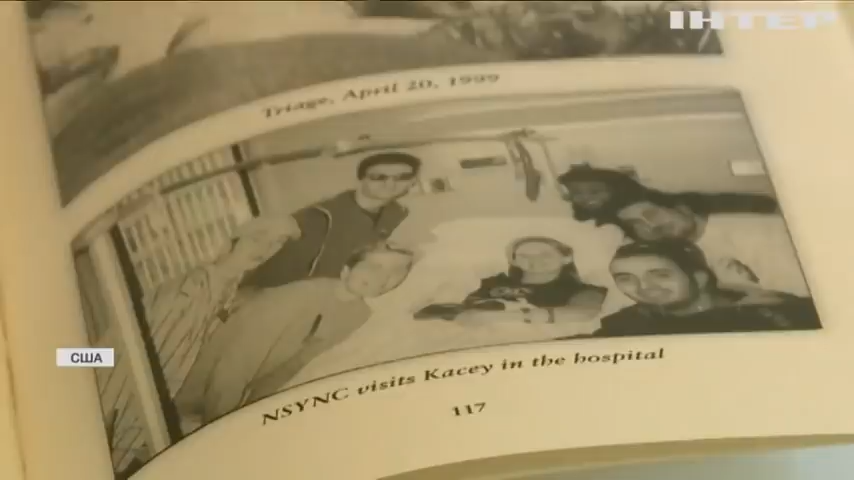 ІНТЕР
Triage, April 20, 1999
США
NSYNC visits Kacey in the hospital
117